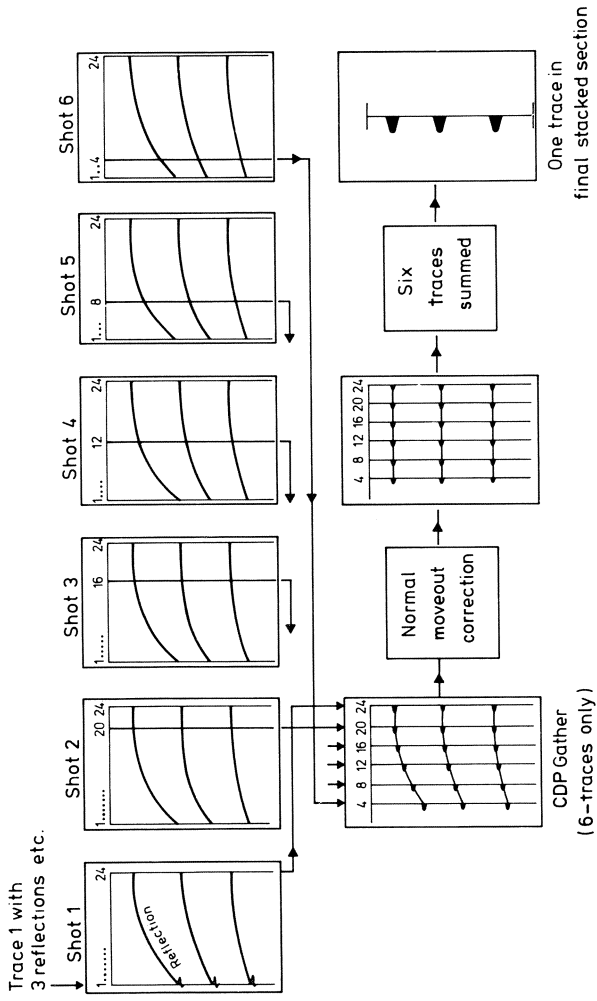 Trace 1 with
3 reflections etc.
Shot 1
1.......
24
Reflection
Shot 2
1.......
20
24
Shot 3
1......
16
24
Shot 4
1.....
12
24
Shot 5
1...
8
24
Shot 6
1...4
24
4 8 12 16 20 24
CDP Gather
(6-traces only)
Normal
moveout
correction
4 8 12 16 20 24
Six
traces
summed
One trace in
final stacked section